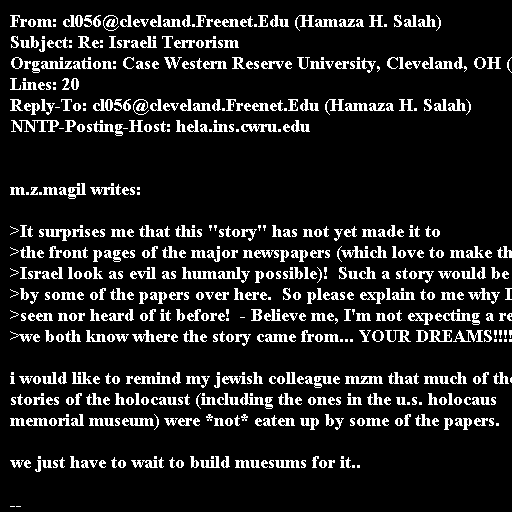 From: cl056@cleveland.Freenet.Edu (Hamaza H. Salah)
Subject: Re: Israeli Terrorism
Organization: Case Western Reserve University, Cleveland, OH (
Lines: 20
Reply-To: cl056@cleveland.Freenet.Edu (Hamaza H. Salah)
NNTP-Posting-Host: hela.ins.cwru.edu
m.z.magil writes:
>It surprises me that this "story" has not yet made it to
>the front pages of the major newspapers (which love to make th
>Israel look as evil as humanly possible)!  Such a story would be
>by some of the papers over here.  So please explain to me why I
>seen nor heard of it before!  - Believe me, I'm not expecting a re
>we both know where the story came from... YOUR DREAMS!!!!
i would like to remind my jewish colleague mzm that much of the
stories of the holocaust (including the ones in the u.s. holocaus
memorial museum) were *not* eaten up by some of the papers.
we just have to wait to build muesums for it..
--